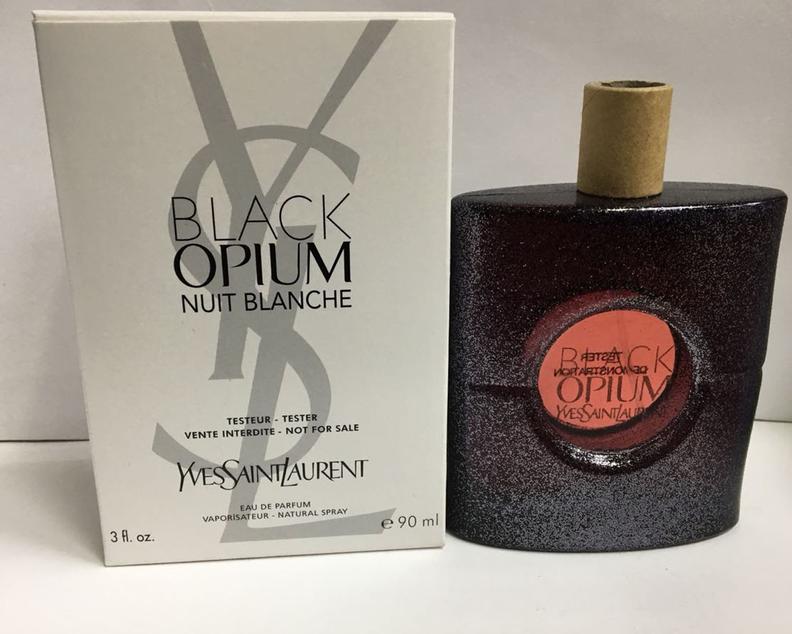 BLACK
OPIUM
NUIT BLANCHE
TESTEUR - TESTER
VENTE INTERDITE - NOT FOR SALE
YVESSAINTLAURENT
EAU DE PARFUM
VAPORISATEUR - NATURAL SPRAY
3 fl. oz.
e 90 ml
BLACK
TESTER
DEMONSTRATION
OPIUM
YVESSAINTLAURENT